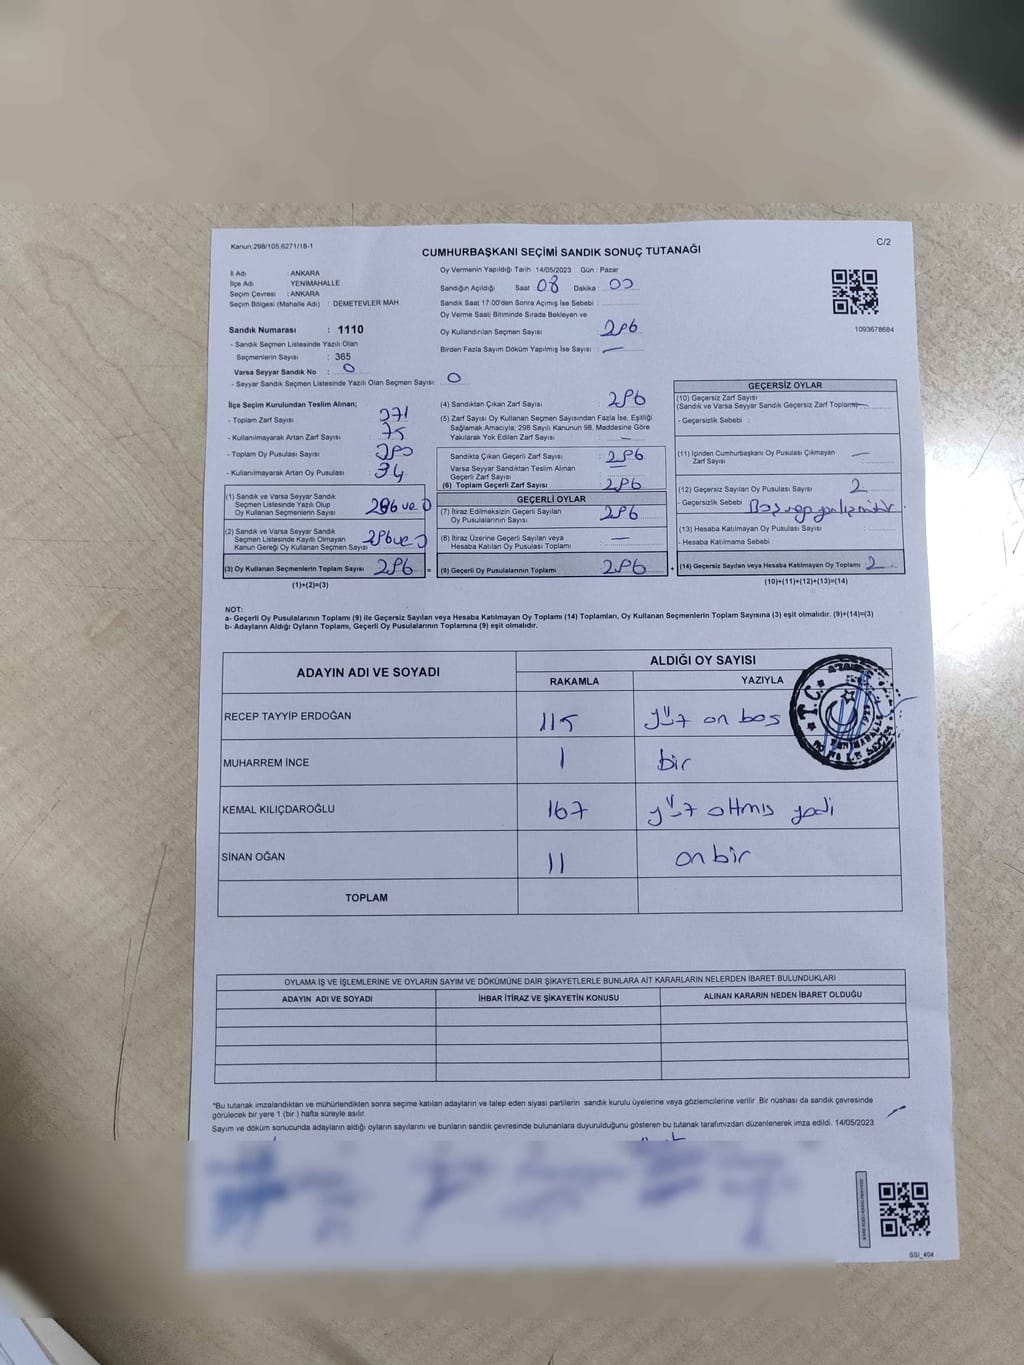 Kanun;298/105;6271/18-1
C/2
CUMHURBAŞKANI SEÇİMİ SANDIK SONUÇ TUTANAĞI
İl Adı : ANKARA
İlçe Adı : YENİMAHALLE
Seçim Çevresi : ANKARA
Seçim Bölgesi (Mahalle Adı) : DEMETEVLER MAH.
Sandık Numarası : 1110
- Sandık Seçmen Listesinde Yazılı Olan
Seçmenlerin Sayısı : 365
Varsa Seyyar Sandık No : 0
- Seyyar Sandık Seçmen Listesinde Yazılı Olan Seçmen Sayısı: 0
Oy Vermenin Yapıldığı Tarih : 14/05/2023 Gün : Pazar
Sandığın Açıldığı Saat 08 Dakika : 00
Sandık Saat 17:00'den Sonra Açımış İse Sebebi :
Oy Verme Saati Bitiminde Sırada Bekleyen ve
Oy Kullandırılan Seçmen Sayısı 286
Birden Fazla Sayım Döküm Yapılmış İse Sayısı : —
1093678684
İlçe Seçim Kurulundan Teslim Alınan;
- Toplam Zarf Sayısı 371
- Kullanılmayarak Artan Zarf Sayısı : 75
- Toplam Oy Pusulası Sayısı :
- Kullanılmayarak Artan Oy Pusulası : 94
(1) Sandık ve Varsa Seyyar Sandık
Seçmen Listesinde Yazılı Olup
Oy Kullanan Seçmenlerin Sayısı 286 ve 0
(2) Sandık ve Varsa Seyyar Sandık
Seçmen Listesinde Kayıtlı Olmayan
Kanun Gereği Oy Kullanan Seçmen Sayısı 286 ve 0
(3) Oy Kullanan Seçmenlerin Toplam Sayısı 286 =
(1)+(2)=(3)
(4) Sandıktan Çıkan Zarf Sayısı 286
(5) Zarf Sayısı Oy Kullanan Seçmen Sayısından Fazla İse, Eşitliği
Sağlamak Amacıyla; 298 Sayılı Kanunun 98. Maddesine Göre
Yakılarak Yok Edilen Zarf Sayısı : —
Sandıkta Çıkan Geçerli Zarf Sayısı : 286
Varsa Seyyar Sandıktan Teslim Alınan
Geçerli Zarf Sayısı : —
(6) Toplam Geçerli Zarf Sayısı : 286
GEÇERLİ OYLAR
(7) İtiraz Edilmeksizin Geçerli Sayılan
Oy Pusulalarının Sayısı : 286
(8) İtiraz Üzerine Geçerli Sayılan veya
Hesaba Katılan Oy Pusulası Toplamı : —
(9) Geçerli Oy Pusulalarının Toplamı 286 +
GEÇERSİZ OYLAR
(10) Geçersiz Zarf Sayısı
(Sandık ve Varsa Seyyar Sandık Geçersiz Zarf Toplamı) —
- Geçersizlik Sebebi :
(11) İçinden Cumhurbaşkanı Oy Pusulası Çıkmayan
Zarf Sayısı : —
(12) Geçersiz Sayılan Oy Pusulası Sayısı : 2
- Geçersizlik Sebebi :
(13) Hesaba Katılmayan Oy Pusulası Sayısı :
- Hesaba Katılmama Sebebi :
(14) Geçersiz Sayılan veya Hesaba Katılmayan Oy Toplamı 2
(10)+(11)+(12)+(13)=(14)
NOT:
a- Geçerli Oy Pusulalarının Toplamı (9) ile Geçersiz Sayılan veya Hesaba Katılmayan Oy Toplamı (14) Toplamları, Oy Kullanan Seçmenlerin Toplam Sayısına (3) eşit olmalıdır. (9)+(14)=(3)
b- Adayların Aldığı Oyların Toplamı, Geçerli Oy Pusulalarının Toplamına (9) eşit olmalıdır.
ADAYIN ADI VE SOYADI ALDIĞI OY SAYISI
RAKAMLA YAZIYLA
RECEP TAYYİP ERDOĞAN 115 yüz on beş
MUHARREM İNCE 1 bir
KEMAL KILIÇDAROĞLU 167 yüz altmış yedi
SİNAN OĞAN 11 on bir
TOPLAM
OYLAMA İŞ VE İŞLEMLERİNE VE OYLARIN SAYIM VE DÖKÜMÜNE DAİR ŞİKAYETLERLE BUNLARA AİT KARARLARIN NELERDEN İBARET BULUNDUKLARI
ADAYIN ADI VE SOYADI İHBAR İTİRAZ VE ŞİKAYETİN KONUSU ALINAN KARARIN NEDEN İBARET OLDUĞU
*Bu tutanak imzalandıktan ve mühürlendikten sonra seçime katılan adayların ve talep eden siyasi partilerin sandık kurulu üyelerine veya gözlemcilerine verilir .Bir nüshası da sandık çevresinde
görülecek bir yere 1 (bir) hafta süreyle asılır.
Sayım ve döküm sonucunda adayların aldığı oyların sayılarını ve bunların sandık çevresinde bulunanlara duyurulduğunu gösteren bu tutanak tarafımızdan düzenlenerek imza edildi. 14/05/2023
SSI_404